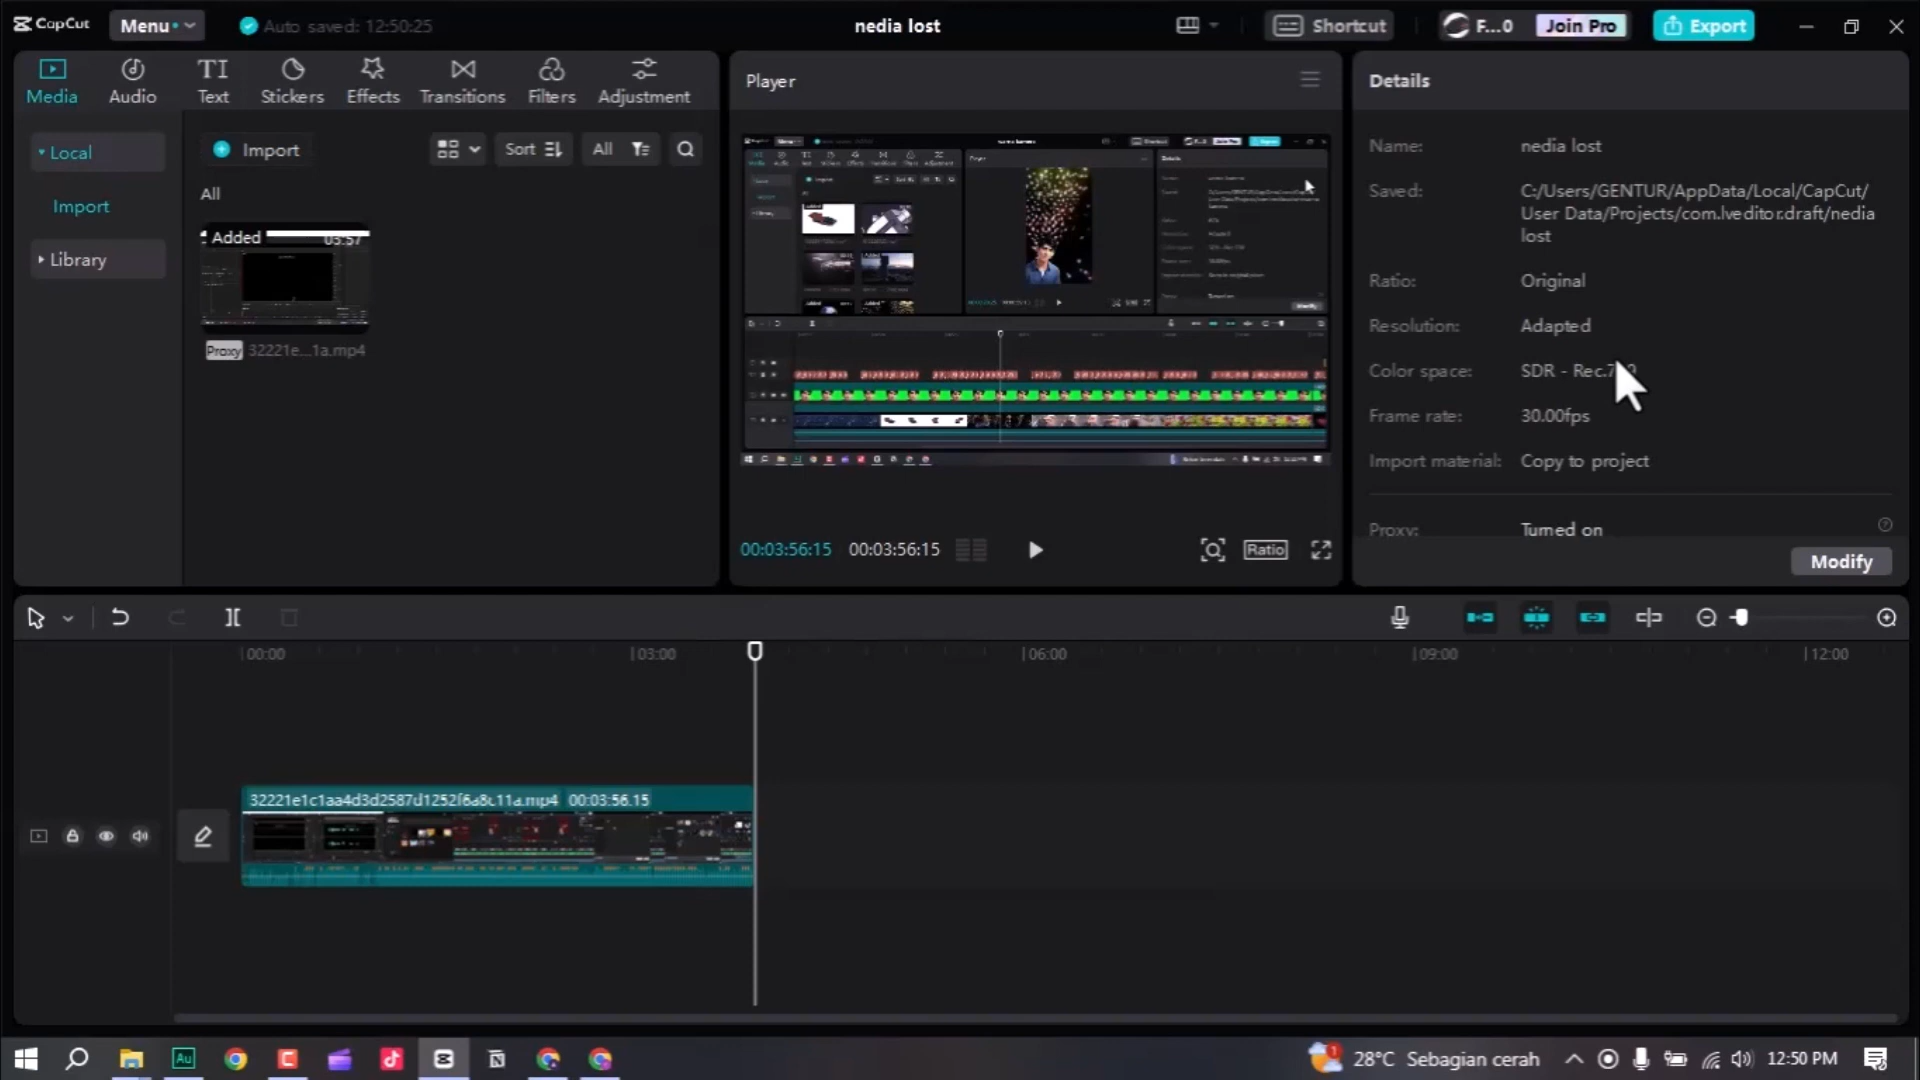 CapCut
Menu
Auto saved: 12:50:25
nedia lost
Shortcut
F...0
Join Pro
Export
Media
Audio
Text
Stickers
Effects
Transitions
Filters
Adjustment
Local
Import
Library
Import
Sort
All
All
Added
03:57
Proxy
32221e...1a.mp4
Player
00:03:56:15
00:03:56:15
Ratio
Details
Name:
nedia lost
Saved:
C:/Users/GENTUR/AppData/Local/CapCut/
User Data/Projects/com.lveditor.draft/nedia
lost
Ratio:
Original
Resolution:
Adapted
Color space:
SDR - Rec.7
Frame rate:
30.00fps
Import material:
Copy to project
Proxy:
Turned on
Modify
00:00
03:00
06:00
09:00
12:00
32221e1c1aa4d3d2587d1252f6a8c11a.mp4 00:03:56:15
Au
28°C Sebagian cerah
12:50 PM